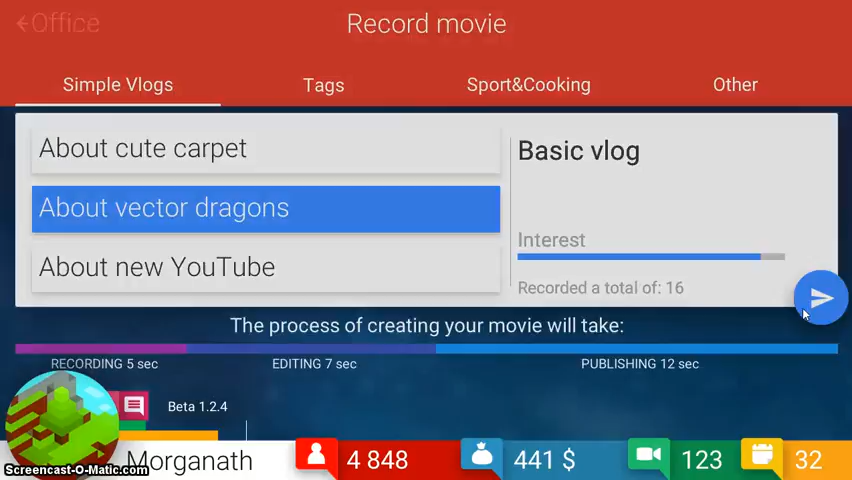 Office
Record movie
Simple Vlogs
Tags
Sport&Cooking
Other
About cute carpet
About vector dragons
About new YouTube
Basic vlog
Interest
Recorded a total of: 16
The process of creating your movie will take:
RECORDING 5 sec
EDITING 7 sec
PUBLISHING 12 sec
Beta 1.2.4
Morganath
4 848
441 $
123
32
Screencast-O-Matic.com